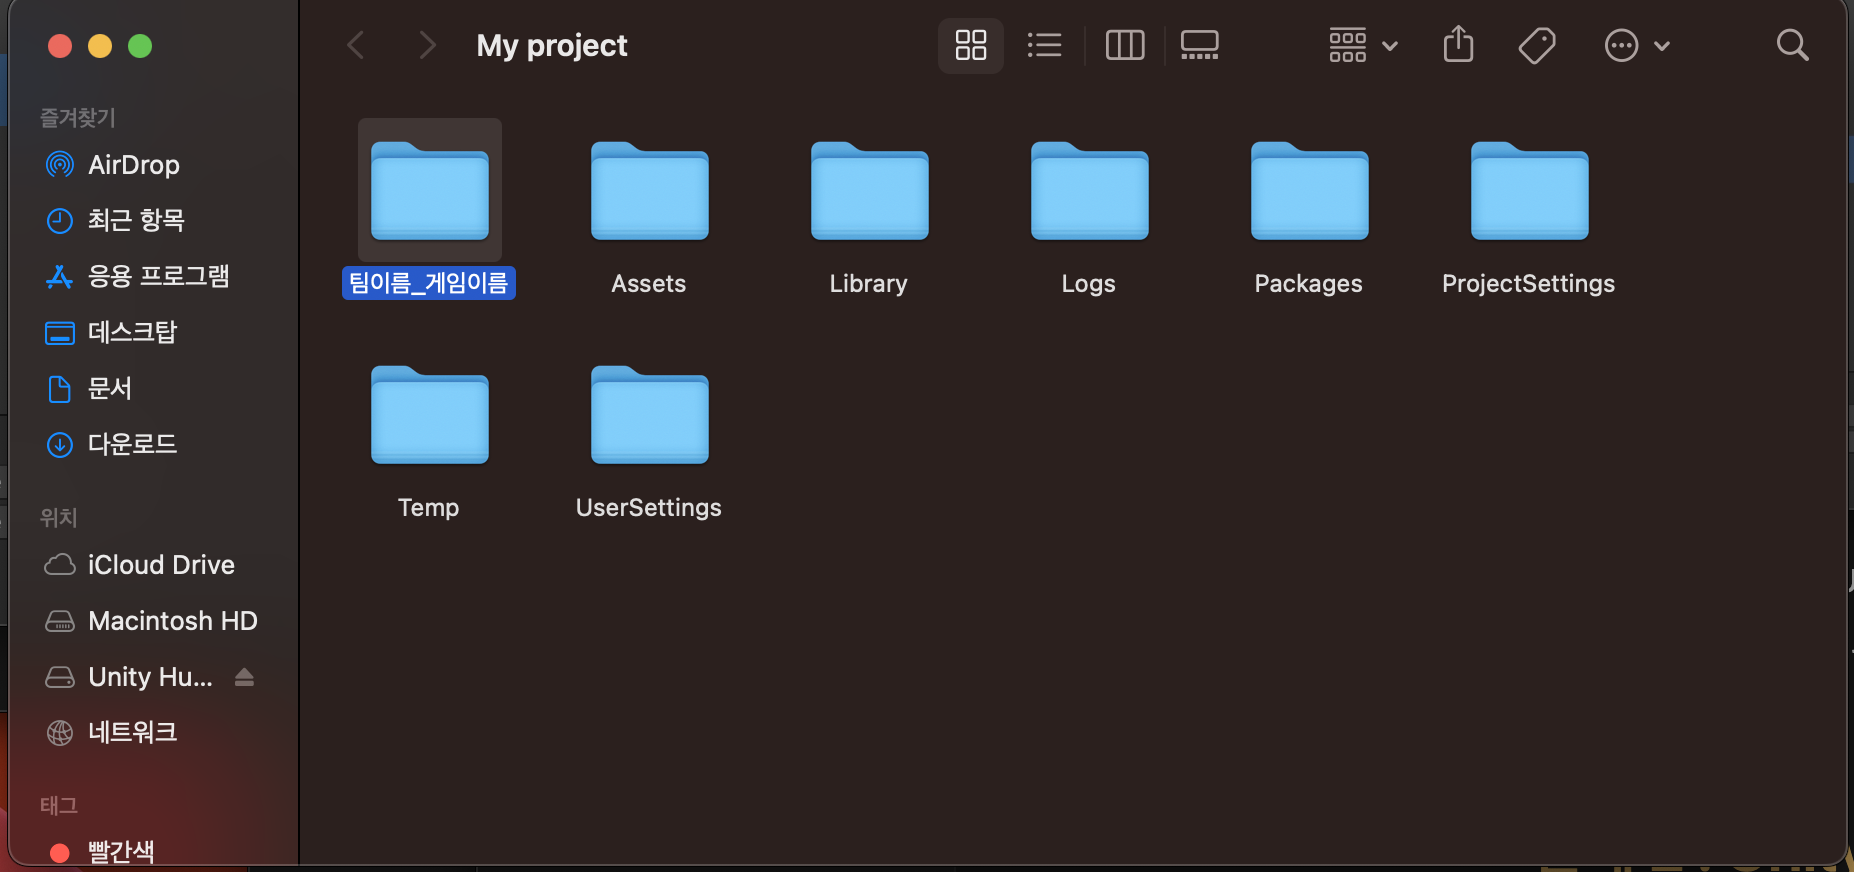 My project
즐겨찾기
AirDrop
최근 항목
응용 프로그램
데스크탑
문서
다운로드
위치
iCloud Drive
Macintosh HD
Unity Hu...
네트워크
태그
빨간색
팀이름_게임이름
Assets
Library
Logs
Packages
ProjectSettings
Temp
UserSettings